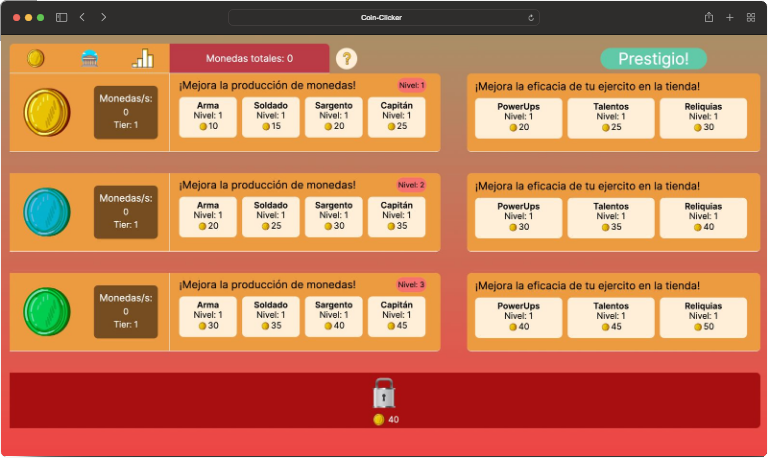 Coin-Clicker
Monedas totales: 0
?
Prestigio!
Monedas/s:
0
Tier: 1
¡Mejora la producción de monedas!
Nivel: 1
Arma
Nivel: 1
10
Soldado
Nivel: 1
15
Sargento
Nivel: 1
20
Capitán
Nivel: 1
25
¡Mejora la eficacia de tu ejercito en la tienda!
PowerUps
Nivel: 1
20
Talentos
Nivel: 1
25
Reliquias
Nivel: 1
30
Monedas/s:
0
Tier: 1
¡Mejora la producción de monedas!
Nivel: 2
Arma
Nivel: 1
20
Soldado
Nivel: 1
25
Sargento
Nivel: 1
30
Capitán
Nivel: 1
35
¡Mejora la eficacia de tu ejercito en la tienda!
PowerUps
Nivel: 1
30
Talentos
Nivel: 1
35
Reliquias
Nivel: 1
40
Monedas/s:
0
Tier: 1
¡Mejora la producción de monedas!
Nivel: 3
Arma
Nivel: 1
30
Soldado
Nivel: 1
35
Sargento
Nivel: 1
40
Capitán
Nivel: 1
45
¡Mejora la eficacia de tu ejercito en la tienda!
PowerUps
Nivel: 1
40
Talentos
Nivel: 1
45
Reliquias
Nivel: 1
50
40